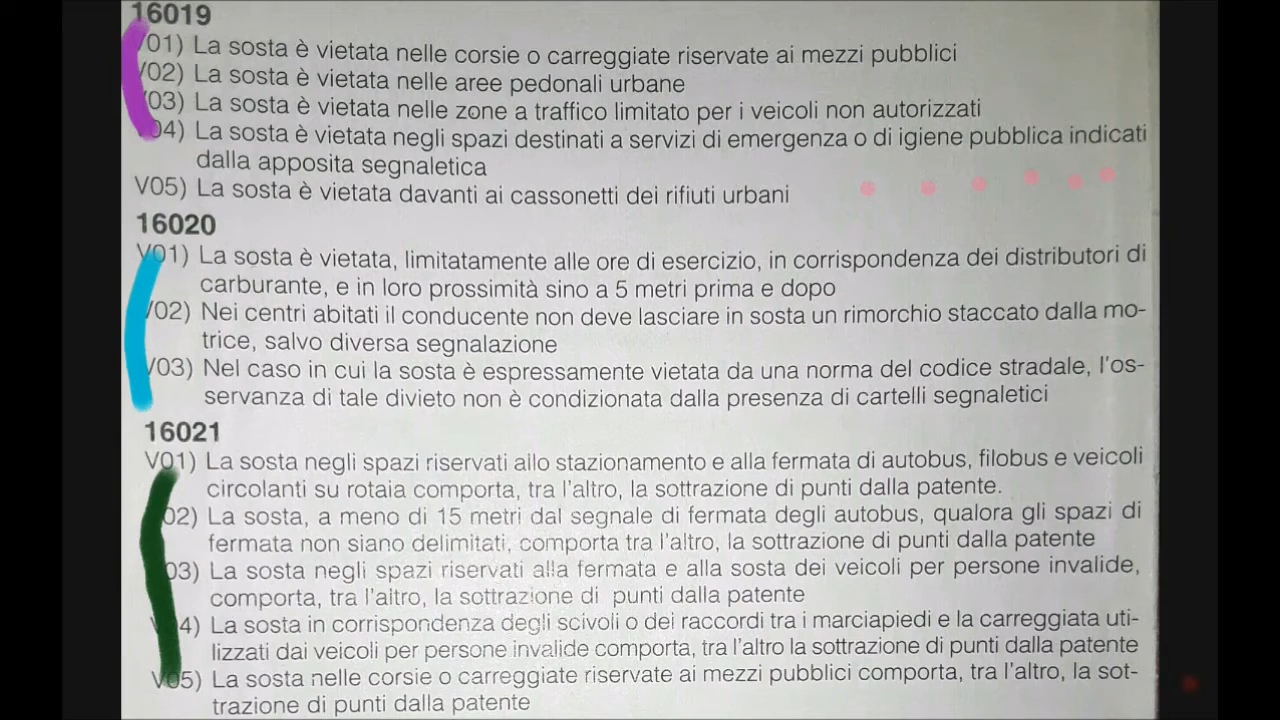 16019
V01) La sosta è vietata nelle corsie o carreggiate riservate ai mezzi pubblici
V02) La sosta è vietata nelle aree pedonali urbane
V03) La sosta è vietata nelle zone a traffico limitato per i veicoli non autorizzati
V04) La sosta è vietata negli spazi destinati a servizi di emergenza o di igiene pubblica indicati
dalla apposita segnaletica
V05) La sosta è vietata davanti ai cassonetti dei rifiuti urbani
16020
V01) La sosta è vietata, limitatamente alle ore di esercizio, in corrispondenza dei distributori di
carburante, e in loro prossimità sino a 5 metri prima e dopo
V02) Nei centri abitati il conducente non deve lasciare in sosta un rimorchio staccato dalla mo-
trice, salvo diversa segnalazione
V03) Nel caso in cui la sosta è espressamente vietata da una norma del codice stradale, l'os-
servanza di tale divieto non è condizionata dalla presenza di cartelli segnaletici
16021
V01) La sosta negli spazi riservati allo stazionamento e alla fermata di autobus, filobus e veicoli
circolanti su rotaia comporta, tra l'altro, la sottrazione di punti dalla patente.
02) La sosta, a meno di 15 metri dal segnale di fermata degli autobus, qualora gli spazi di
fermata non siano delimitati, comporta tra l'altro, la sottrazione di punti dalla patente
03) La sosta negli spazi riservati alla fermata e alla sosta dei veicoli per persone invalide,
comporta, tra l'altro, la sottrazione di punti dalla patente
V04) La sosta in corrispondenza degli scivoli o dei raccordi tra i marciapiedi e la carreggiata uti-
lizzati dai veicoli per persone invalide comporta, tra l'altro la sottrazione di punti dalla patente
V05) La sosta nelle corsie o carreggiate riservate ai mezzi pubblici comporta, tra l'altro, la sot-
trazione di punti dalla patente